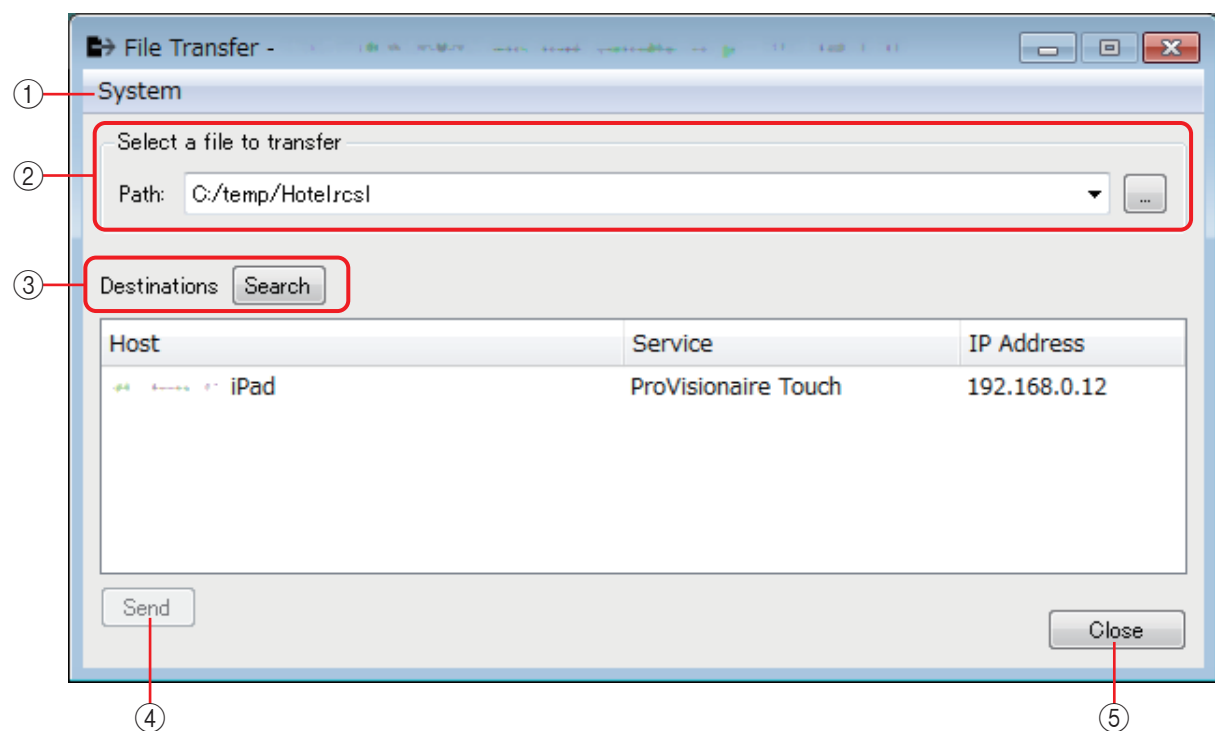 File Transfer -
① System
Select a file to transfer
② Path: C:/temp/Hotel.rcsl ...
③ Destinations Search
Host Service IP Address
iPad ProVisionaire Touch 192.168.0.12
Send
Close
④ ⑤